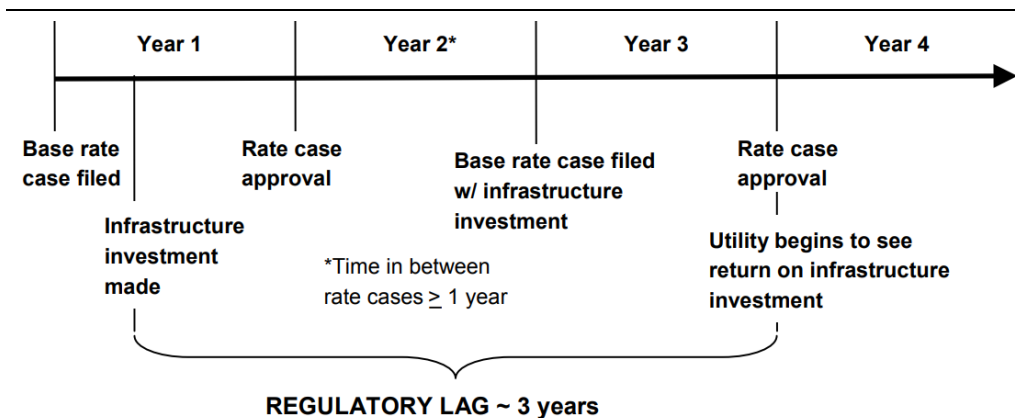 Year 1
Year 2*
Year 3
Year 4
Base rate
case filed
Rate case
approval
Base rate case filed
w/ infrastructure
investment
Rate case
approval
Infrastructure
investment
made
*Time in between
rate cases ≥ 1 year
Utility begins to see
return on infrastructure
investment
REGULATORY LAG ~ 3 years